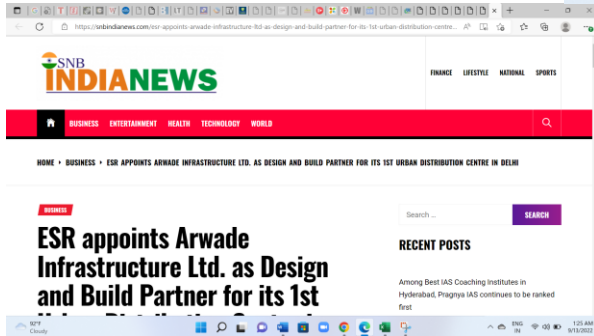 https://snbindianews.com/esr-appoints-arwade-infrastructure-ltd-as-design-and-build-partner-for-its-1st-urban-distribution-centre...
SNB
INDIANEWS
FINANCE LIFESTYLE NATIONAL SPORTS
BUSINESS ENTERTAINMENT HEALTH TECHNOLOGY WORLD
HOME BUSINESS ESR APPOINTS ARWADE INFRASTRUCTURE LTD. AS DESIGN AND BUILD PARTNER FOR ITS 1ST URBAN DISTRIBUTION CENTRE IN DELHI
BUSINESS
ESR appoints Arwade
Infrastructure Ltd. as Design
and Build Partner for its 1st
Search ...
SEARCH
RECENT POSTS
Among Best IAS Coaching Institutes in
Hyderabad, Pragnya IAS continues to be ranked
first
92°F
Cloudy
ENG
IN
1:25 AM
9/13/2022